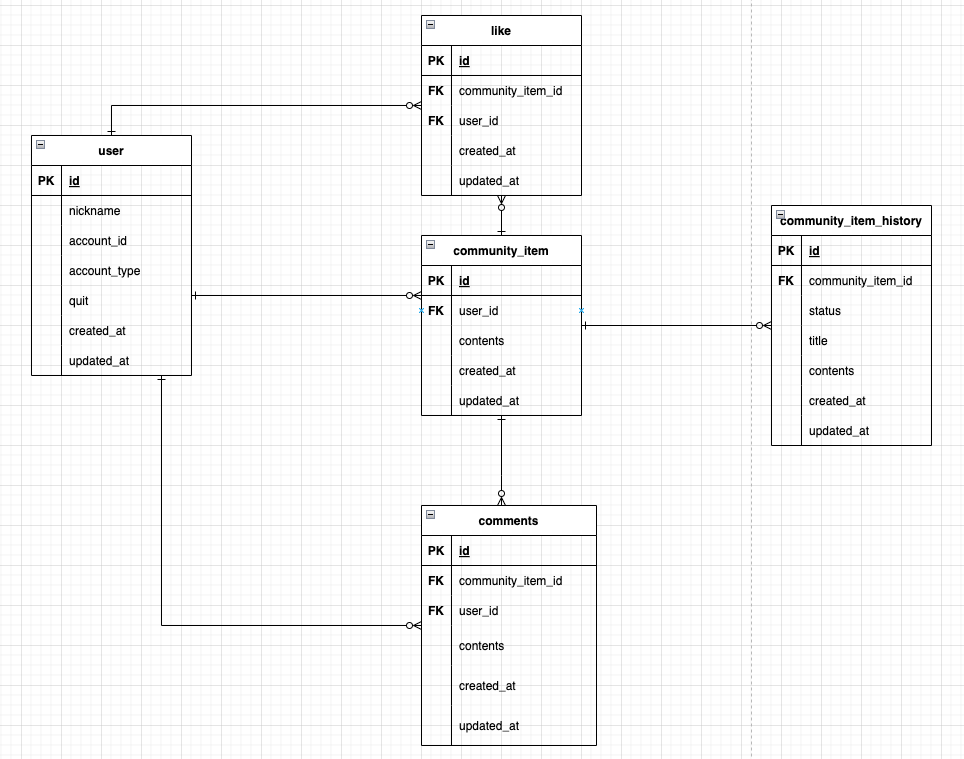 like
PK id
FK community_item_id
FK user_id
created_at
updated_at
user
PK id
nickname
account_id
account_type
quit
created_at
updated_at
community_item
PK id
FK user_id
contents
created_at
updated_at
community_item_history
PK id
FK community_item_id
status
title
contents
created_at
updated_at
comments
PK id
FK community_item_id
FK user_id
contents
created_at
updated_at